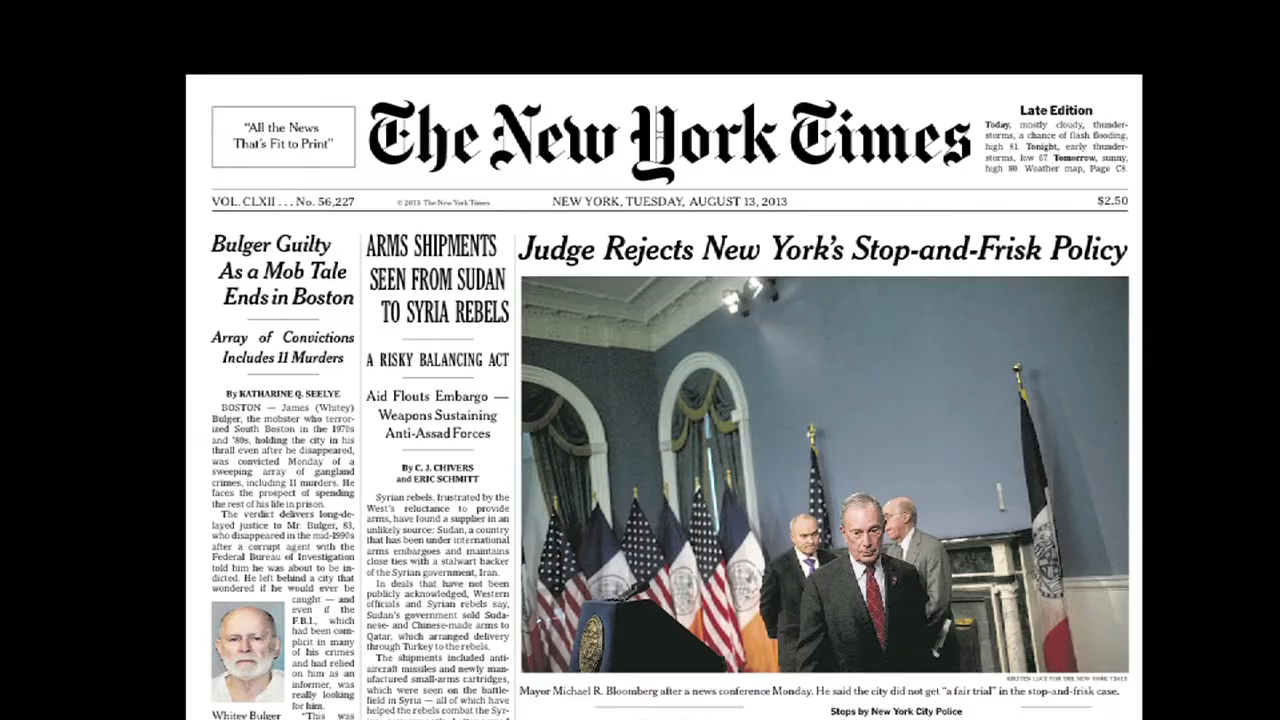 "All the News
That's Fit to Print"
The New York Times
Late Edition
Today, mostly cloudy, thunder-
storms, a chance of flash flooding,
high 81. Tonight, early thunder-
storms, low 67. Tomorrow, sunny,
high 80. Weather map, Page C8.
VOL. CLXII . . . No. 56,227
© 2013 The New York Times
NEW YORK, TUESDAY, AUGUST 13, 2013
$2.50
Bulger Guilty
As a Mob Tale
Ends in Boston
Array of Convictions
Includes 11 Murders
By KATHARINE Q. SEELYE
BOSTON — James (Whitey)
Bulger, the mobster who terror-
ized South Boston in the 1970s
and '80s, holding the city in his
thrall even after he disappeared,
was convicted Monday of a
sweeping array of gangland
crimes, including 11 murders. He
faces the prospect of spending
the rest of his life in prison.
The verdict delivers long-de-
layed justice to Mr. Bulger, 83,
who disappeared in the mid-1990s
after a corrupt agent with the
Federal Bureau of Investigation
told him he was about to be in-
dicted. He left behind a city that
wondered if he would ever be
caught — and
even if the
F.B.I., which
had been com-
plicit in many
of his crimes
and had relied
on him as an
informer, was
really looking
for him.
"This was
Whitey Bulger
ARMS SHIPMENTS
SEEN FROM SUDAN
TO SYRIA REBELS
A RISKY BALANCING ACT
Aid Flouts Embargo —
Weapons Sustaining
Anti-Assad Forces
By C. J. CHIVERS
and ERIC SCHMITT
Syrian rebels, frustrated by the
West's reluctance to provide
arms, have found a supplier in an
unlikely source: Sudan, a country
that has been under international
arms embargoes and maintains
close ties with a stalwart backer
of the Syrian government, Iran.
In deals that have not been
publicly acknowledged, Western
officials and Syrian rebels say,
Sudan's government sold Suda-
nese- and Chinese-made arms to
Qatar, which arranged delivery
through Turkey to the rebels.
The shipments included anti-
aircraft missiles and newly man-
ufactured small-arms cartridges,
which were seen on the battle-
field in Syria — all of which have
helped the rebels combat the Syr-
Judge Rejects New York's Stop-and-Frisk Policy
KIRSTEN LUCE FOR THE NEW YORK TIMES
Mayor Michael R. Bloomberg after a news conference Monday. He said the city did not get "a fair trial" in the stop-and-frisk case.
Stops by New York City Police